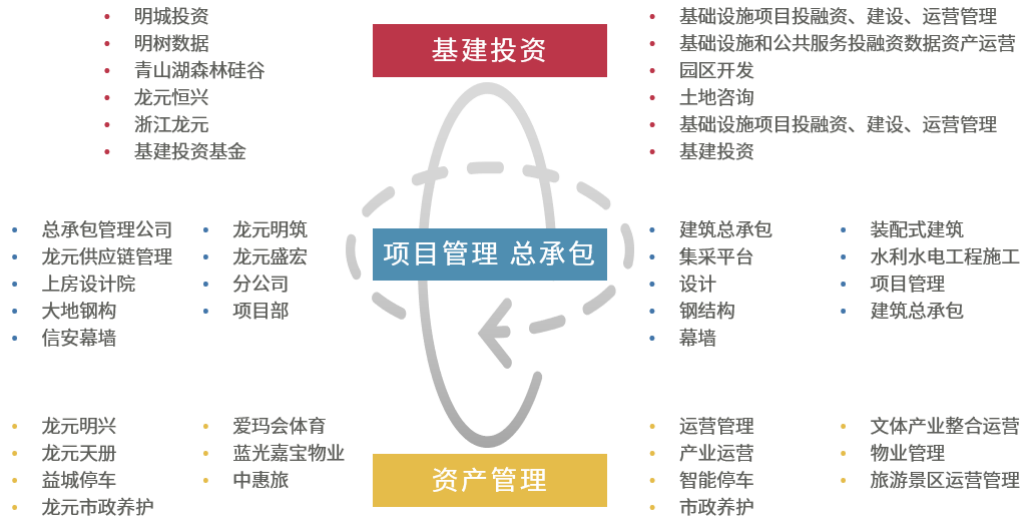 明城投资
明树数据
青山湖森林硅谷
龙元恒兴
浙江龙元
基建投资基金
基建投资
基础设施项目投融资、建设、运营管理
基础设施和公共服务投融资数据资产运营
园区开发
土地咨询
基础设施项目投融资、建设、运营管理
基建投资
总承包管理公司
龙元供应链管理
上房设计院
大地钢构
信安幕墙
龙元明筑
龙元盛宏
分公司
项目部
项目管理 总承包
建筑总承包
集采平台
设计
钢结构
幕墙
装配式建筑
水利水电工程施工
项目管理
建筑总承包
龙元明兴
龙元天册
益城停车
龙元市政养护
爱玛会体育
蓝光嘉宝物业
中惠旅
资产管理
运营管理
产业运营
智能停车
市政养护
文体产业整合运营
物业管理
旅游景区运营管理